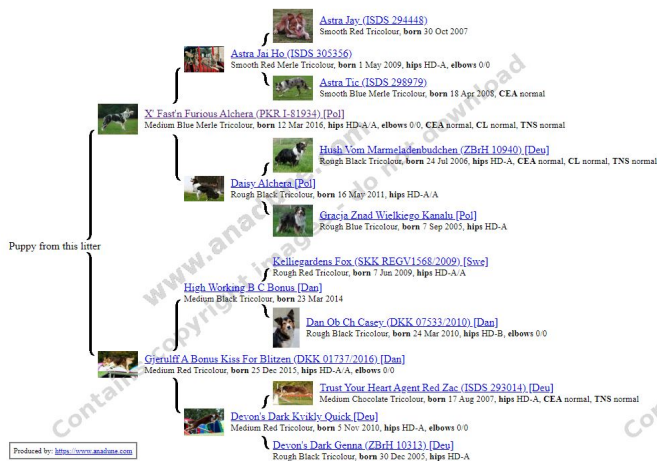 Astra Jay (ISDS 294448)
Smooth Red Tricolour, born 30 Oct 2007
Astra Jai Ho (ISDS 305356)
Smooth Red Merle Tricolour, born 1 May 2009, hips HD-A, elbows 0/0
Astra Tic (ISDS 298979)
Smooth Blue Merle Tricolour, born 18 Apr 2008, CEA normal
X' Fast'n Furious Alchera (PKR I-81934) [Pol]
Medium Blue Merle Tricolour, born 12 Mar 2016, hips HD-A/A, elbows 0/0, CEA normal, CL normal, TNS normal
Hush Vom Marmeladenbudchen (ZBrH 10940) [Deu]
Rough Black Tricolour, born 24 Jul 2006, hips HD-A, CEA normal, CL normal, TNS normal
Daisy Alchera [Pol]
Rough Black Tricolour, born 16 May 2011, hips HD-A/A
Gracja Znad Wielkiego Kanalu [Pol]
Rough Blue Tricolour, born 7 Sep 2005, hips HD-A
Puppy from this litter
Kelliegardens Fox (SKK REGV1568/2009) [Swe]
Rough Red Tricolour, born 7 Jun 2009, hips HD-A/A
High Working B C Bonus [Dan]
Medium Black Tricolour, born 23 Mar 2014
Dan Ob Ch Casey (DKK 07533/2010) [Dan]
Rough Black Tricolour, born 24 Mar 2010, hips HD-B, elbows 0/0
Gjerulff A Bonus Kiss For Blitzen (DKK 01737/2016) [Dan]
Medium Red Tricolour, born 25 Dec 2015, hips HD-A/A, elbows 0/0
Trust Your Heart Agent Red Zac (ISDS 293014) [Deu]
Medium Chocolate Tricolour, born 17 Aug 2007, hips HD-A, CEA normal, TNS normal
Devon's Dark Kvikly Quick [Deu]
Medium Red Tricolour, born 5 Nov 2010, hips HD-A, elbows 0/0
Devon's Dark Genna (ZBrH 10313) [Deu]
Rough Black Tricolour, born 30 Dec 2005, hips HD-A
Produced by: https://www.anadune.com
www.anadune.com
Contains copyright images - do not download
Con